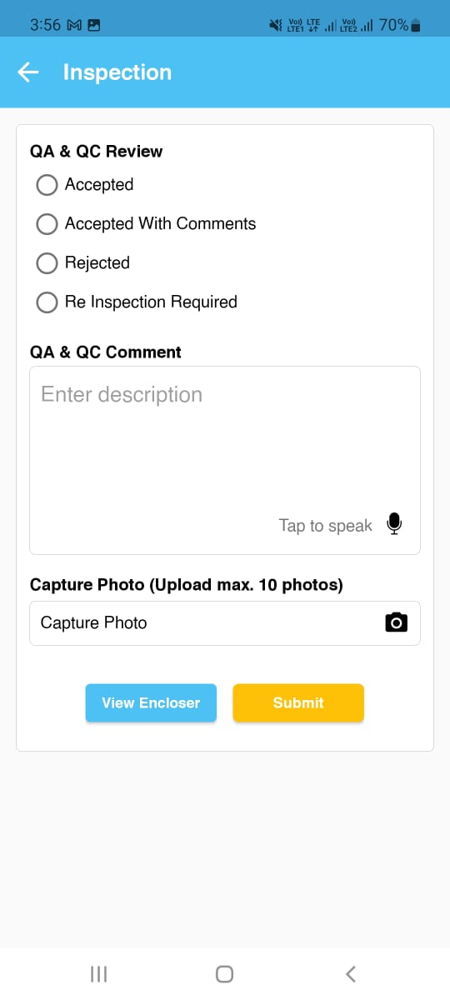 3:56
Vo)) LTE Vo))
LTE1 LTE2 70%
Inspection
QA & QC Review
Accepted
Accepted With Comments
Rejected
Re Inspection Required
QA & QC Comment
Enter description
Tap to speak
Capture Photo (Upload max. 10 photos)
Capture Photo
View Encloser
Submit